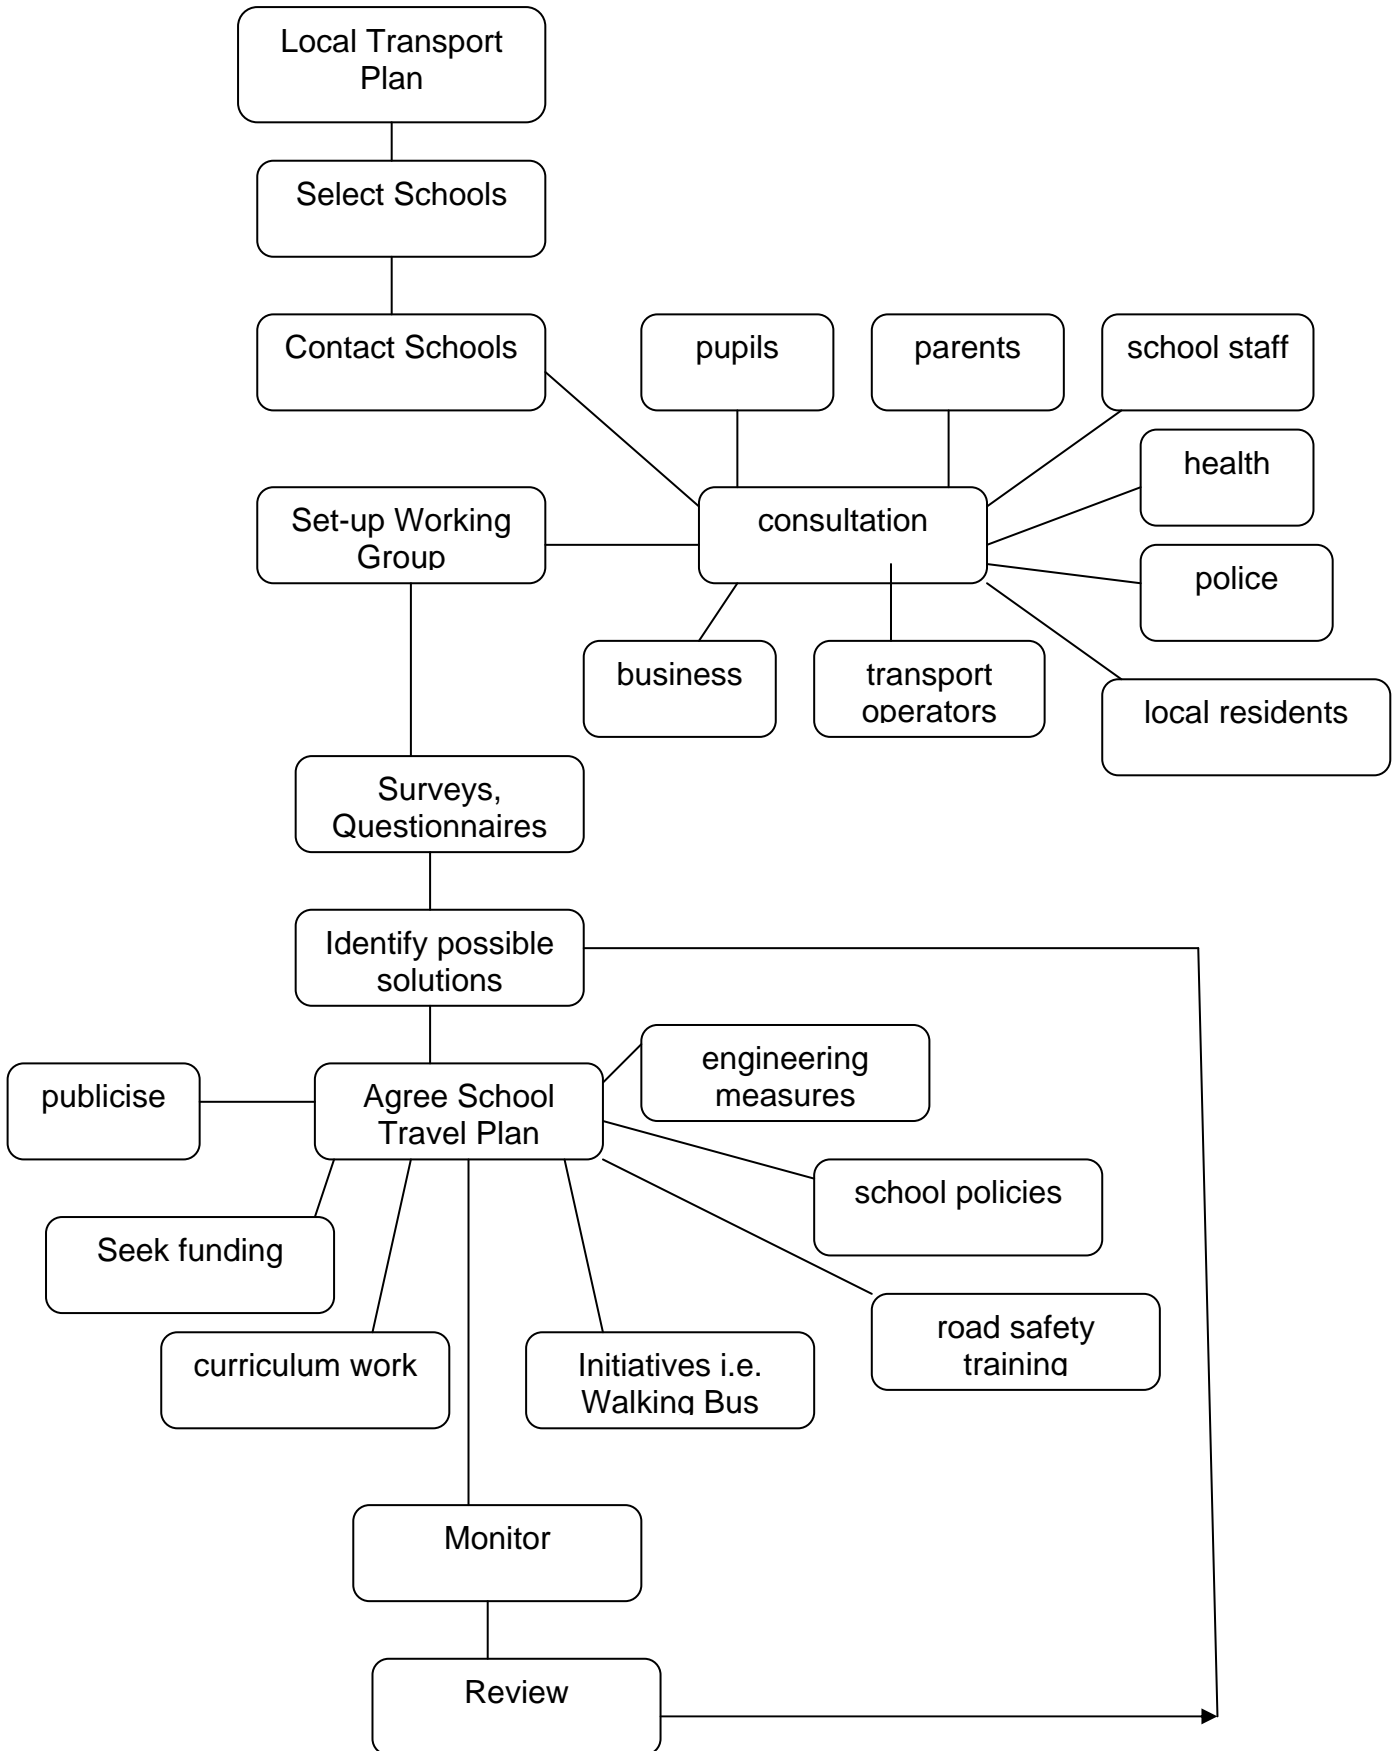 Local Transport
Plan
Select Schools
Contact Schools
pupils
parents
school staff
health
Set-up Working
Group
consultation
police
business
transport
operators
local residents
Surveys,
Questionnaires
Identify possible
solutions
engineering
measures
publicise
Agree School
Travel Plan
school policies
Seek funding
road safety
training
curriculum work
Initiatives i.e.
Walking Bus
Monitor
Review